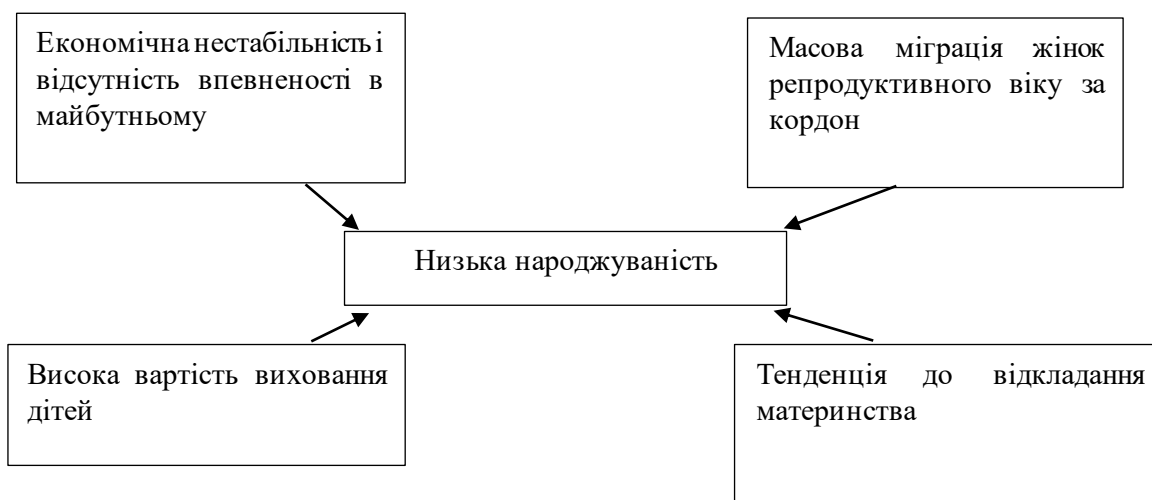 Економічна нестабільність і
відсутність впевненості в
майбутньому
Масова міграція жінок
репродуктивного віку за
кордон
Низька народжуваність
Висока вартість виховання
дітей
Тенденція до відкладання
материнства